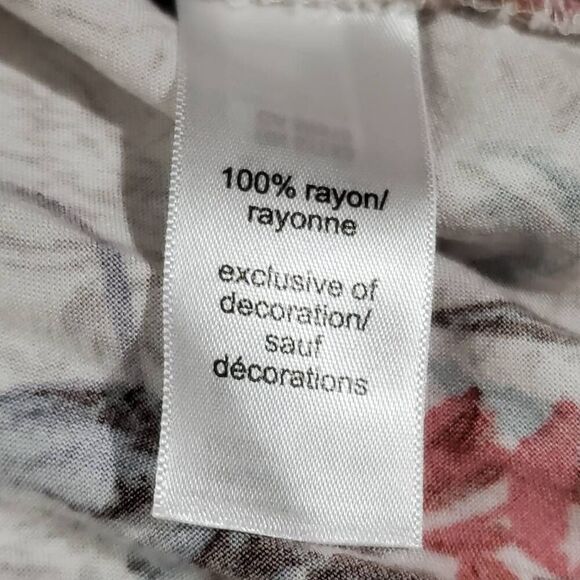 100% rayon/
rayonne
exclusive of
decoration/
sauf
décorations